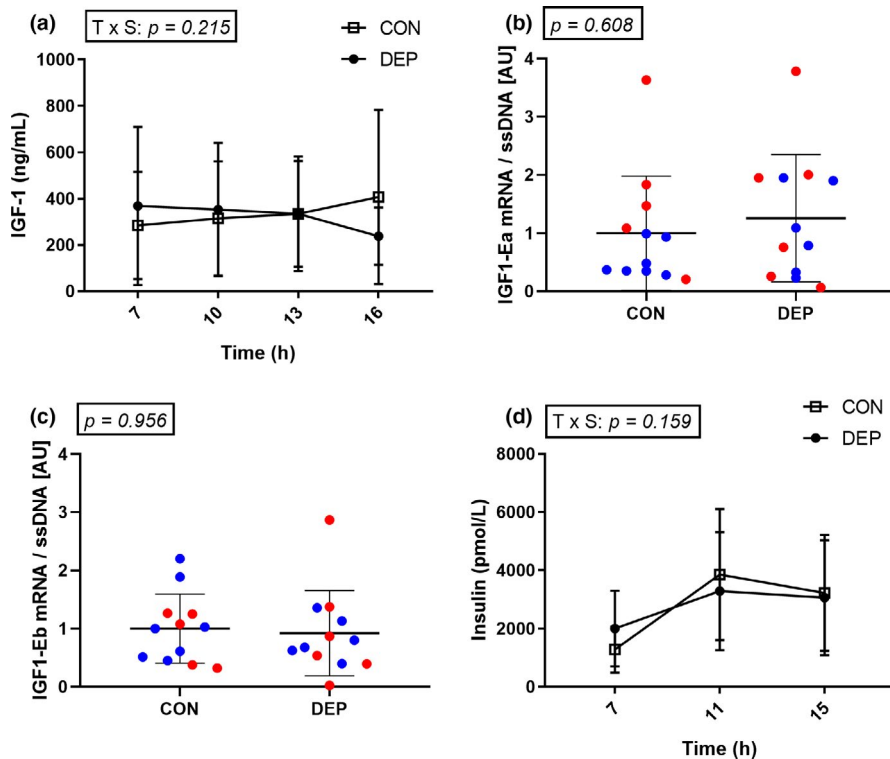 (a)
T x S: p = 0.215
CON
DEP
IGF-1 (ng/mL)
1000
800
600
400
200
0
7
10
13
16
Time (h)
(b)
p = 0.608
IGF1-Ea mRNA / ssDNA [AU]
4
3
2
1
0
CON
DEP
(c)
p = 0.956
IGF1-Eb mRNA / ssDNA [AU]
4
3
2
1
0
CON
DEP
(d)
T x S: p = 0.159
CON
DEP
Insulin (pmol/L)
8000
6000
4000
2000
0
7
11
15
Time (h)